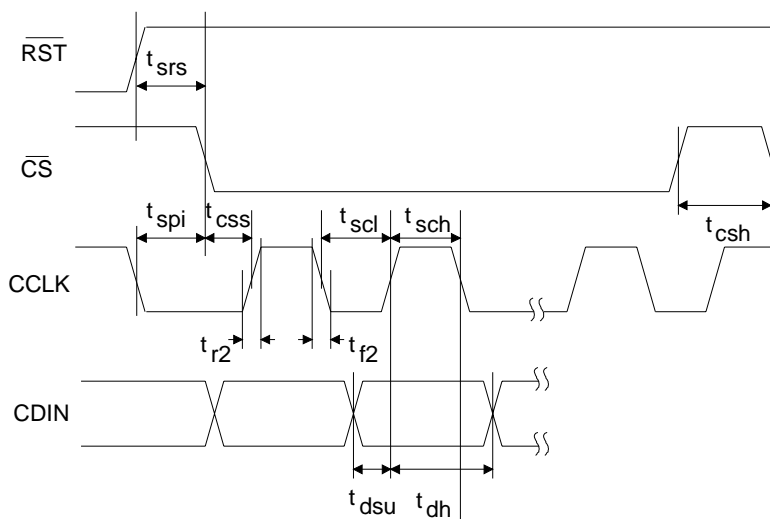 RST
t srs
CS
t spi
t css
t scl
t sch
t csh
CCLK
t r2
t f2
CDIN
t dsu
t dh